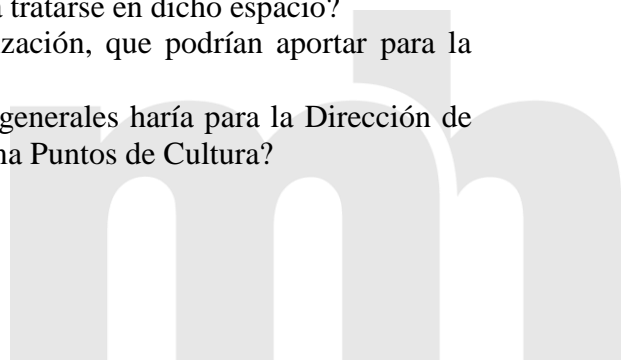 tratarse en dicho espacio?
ización, que podrían aportar para la
generales haría para la Dirección de
na Puntos de Cultura?